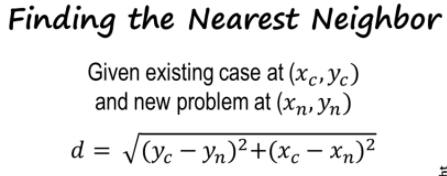 Finding the Nearest Neighbor
Given existing case at (x_c, y_c)
and new problem at (x_n, y_n)
d = √((y_c − y_n)²+(x_c − x_n)²